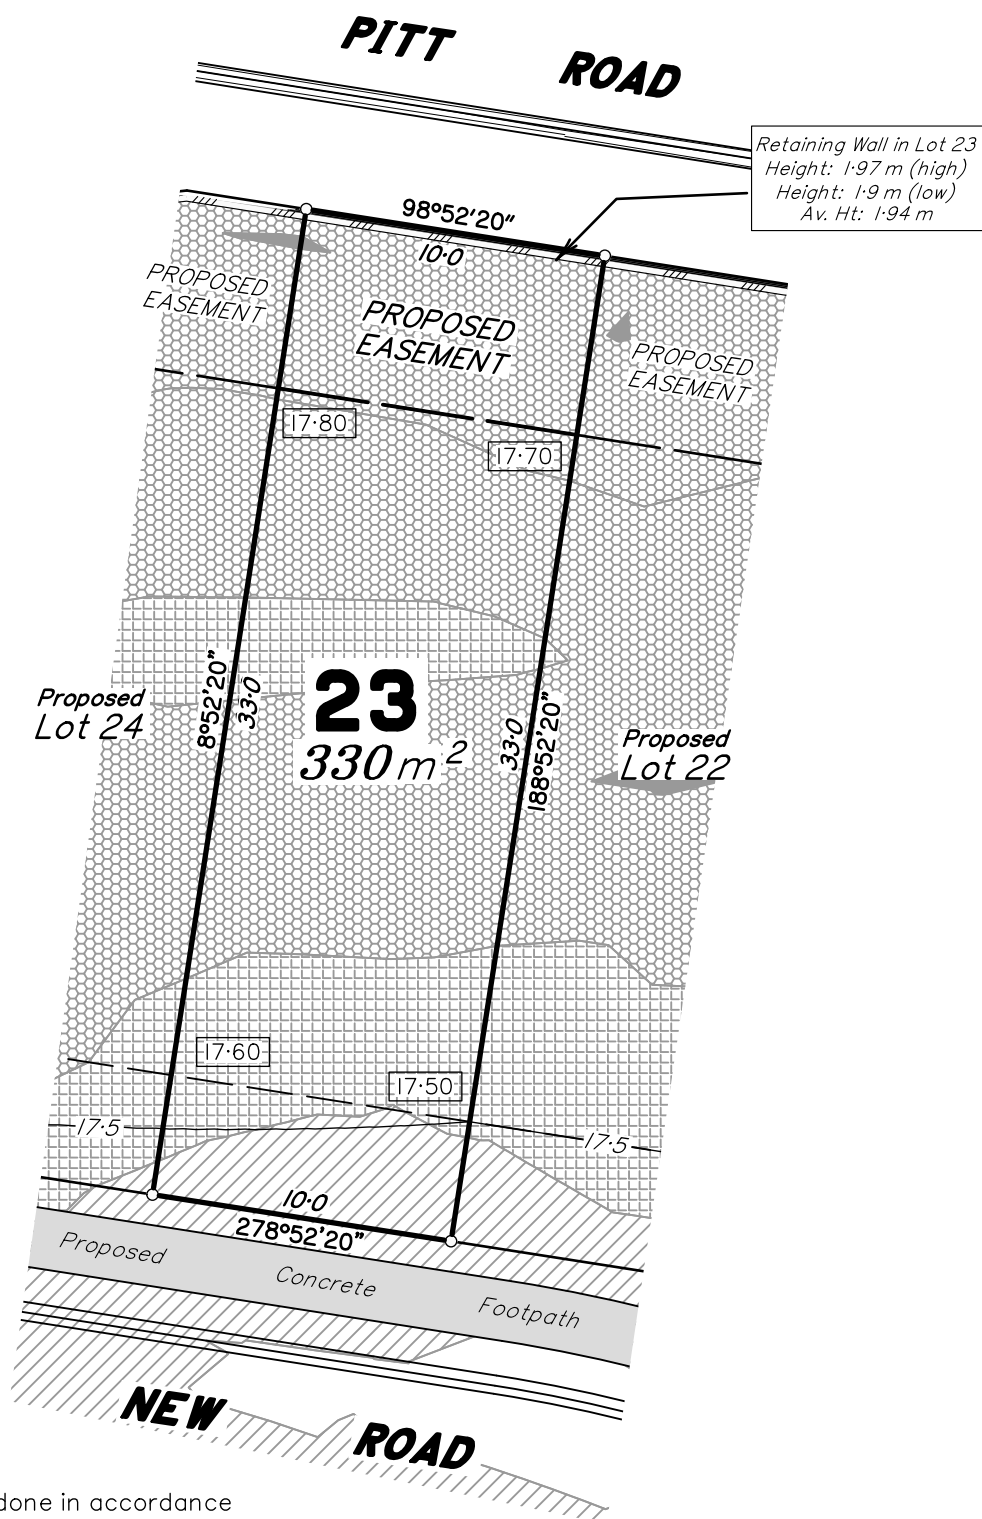 PITT ROAD
Retaining Wall in Lot 23
Height: 1·97 m (high)
Height: 1·9 m (low)
Av. Ht: 1·94 m
98°52'20"
10·0
PROPOSED
EASEMENT
PROPOSED
EASEMENT
PROPOSED
EASEMENT
17·80
17·70
8°52'20"
33·0
23
330 m²
33·0
188°52'20"
Proposed
Lot 24
Proposed
Lot 22
17·60
17·50
17·5
17·5
10·0
278°52'20"
Proposed Concrete Footpath
NEW ROAD
done in accordance